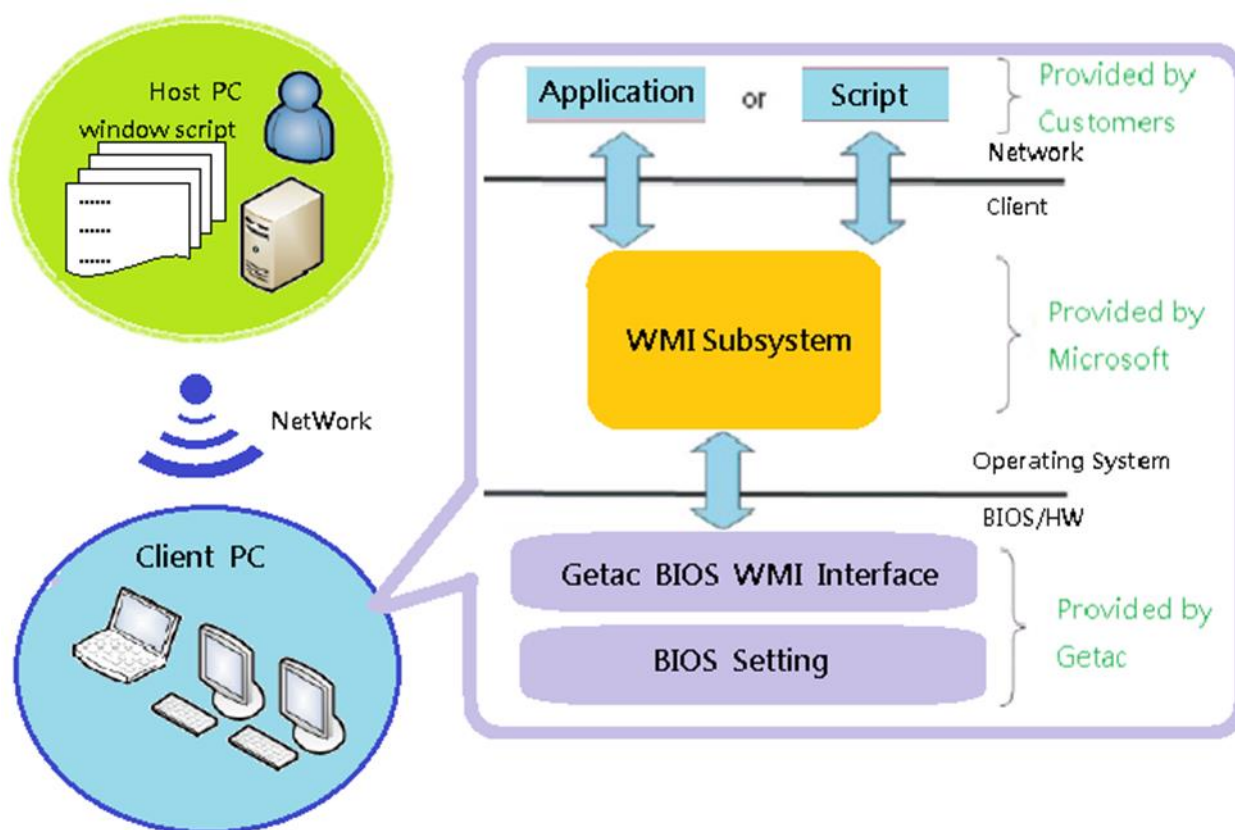 Host PC
window script
......
......
......
NetWork
Client PC
Application
or
Script
Provided by
Customers
Network
Client
WMI Subsystem
Provided by
Microsoft
Operating System
BIOS/HW
Getac BIOS WMI Interface
BIOS Setting
Provided by
Getac